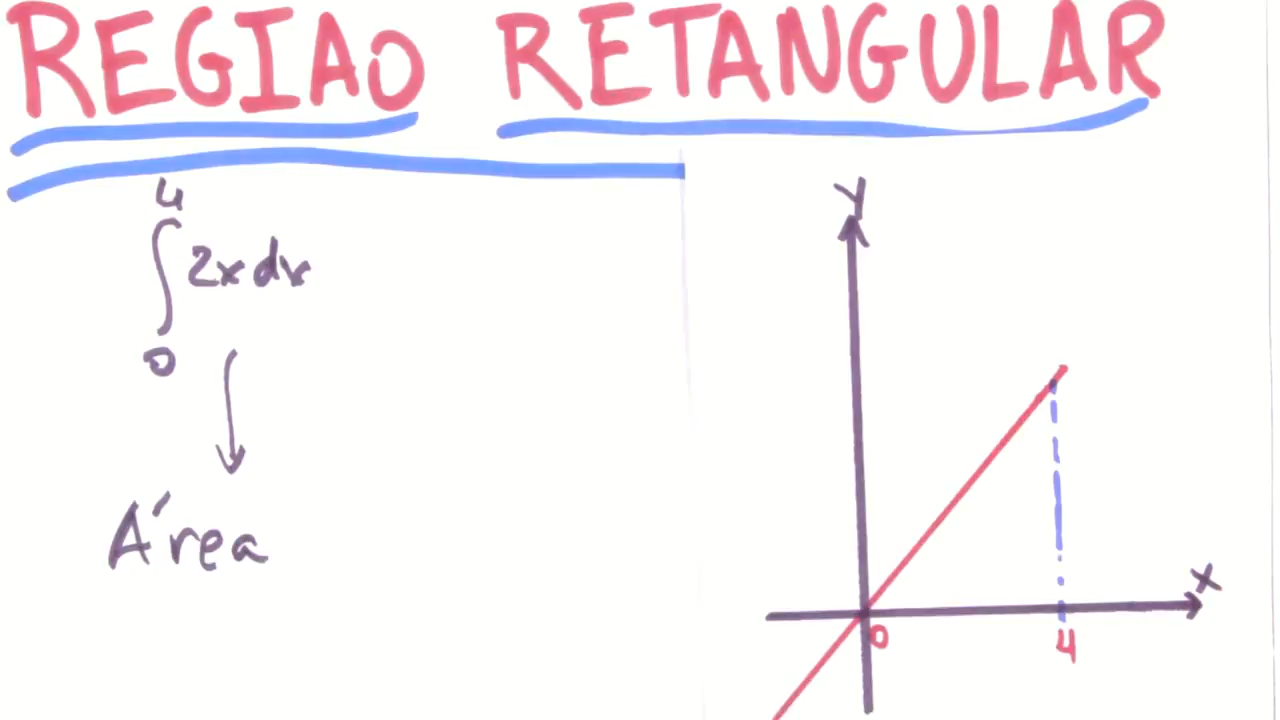 REGIAO RETANGULAR
4
∫ 2x dx
0
Área
y
x
0
4